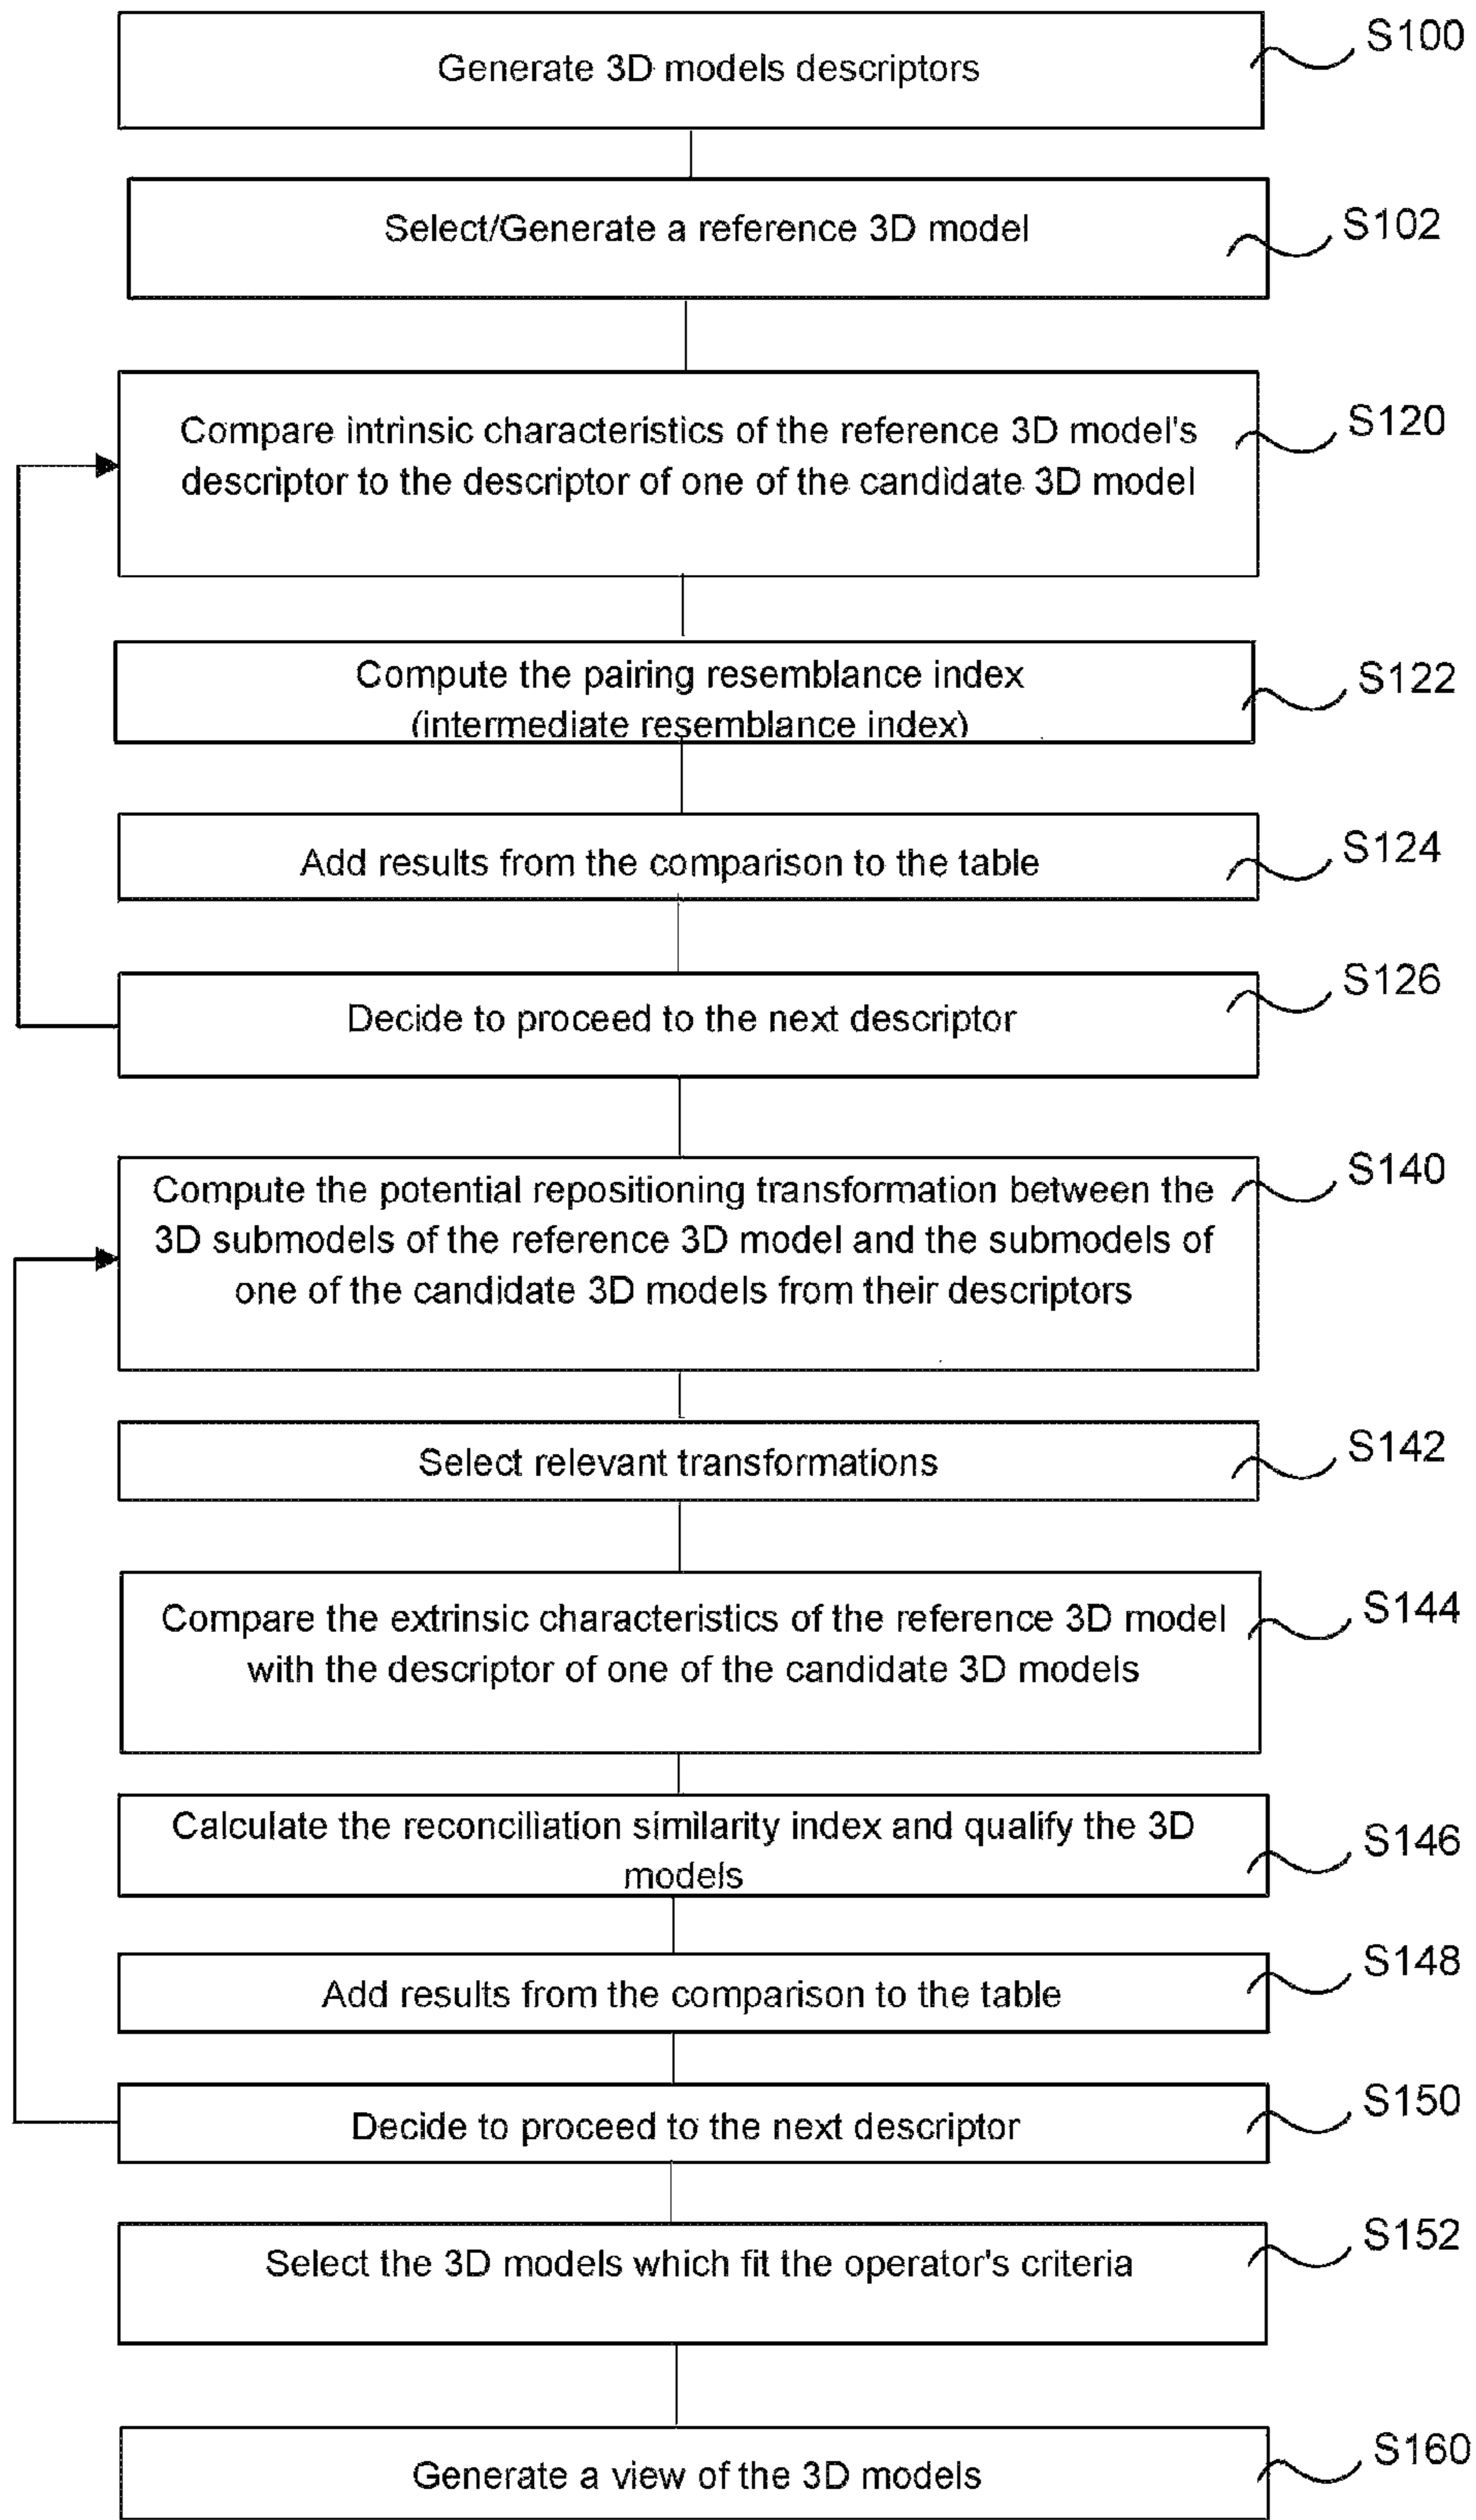 Generate 3D models descriptors
S100
Select/Generate a reference 3D model
S102
Compare intrinsic characteristics of the reference 3D model's
descriptor to the descriptor of one of the candidate 3D model
S120
Compute the pairing resemblance index
(intermediate resemblance index)
S122
Add results from the comparison to the table
S124
Decide to proceed to the next descriptor
S126
Compute the potential repositioning transformation between the
3D submodels of the reference 3D model and the submodels of
one of the candidate 3D models from their descriptors
S140
Select relevant transformations
S142
Compare the extrinsic characteristics of the reference 3D model
with the descriptor of one of the candidate 3D models
S144
Calculate the reconciliation similarity index and qualify the 3D
models
S146
Add results from the comparison to the table
S148
Decide to proceed to the next descriptor
S150
Select the 3D models which fit the operator's criteria
S152
Generate a view of the 3D models
S160